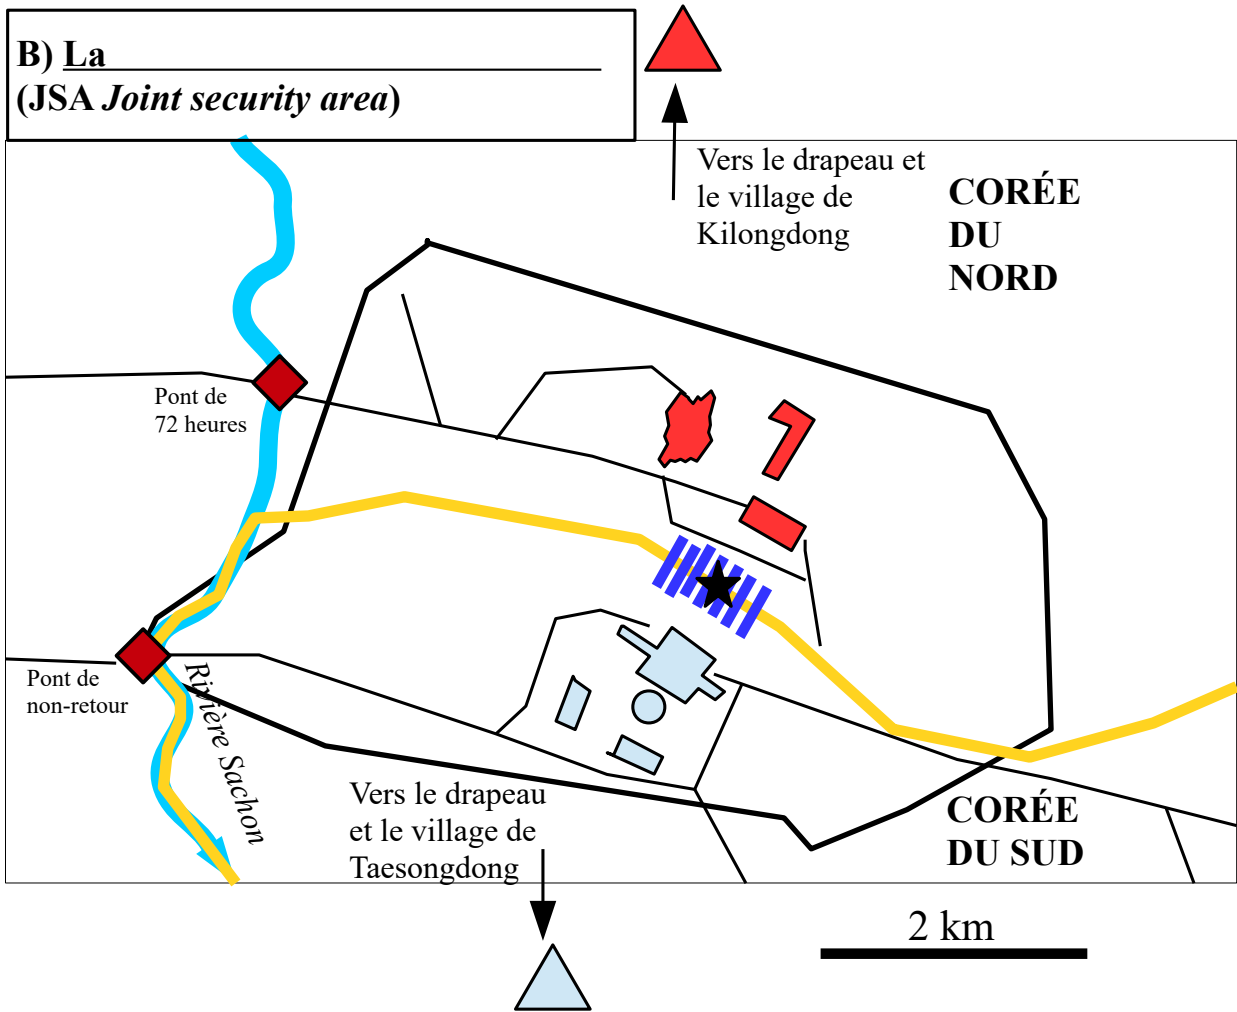 B) La
(JSA Joint security area)
Vers le drapeau et
le village de
Kilongdong
CORÉE
DU
NORD
Pont de
72 heures
Pont de
non-retour
Rivière Sachon
Vers le drapeau
et le village de
Taesongdong
CORÉE
DU SUD
2 km